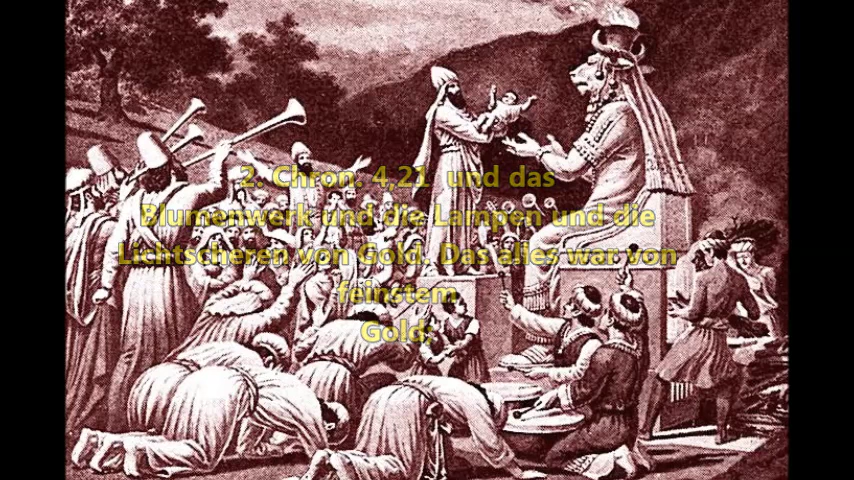 2. Chron. 4,21 und das
Blumenwerk und die Lampen und die
Lichtscheren von Gold. Das alles war von
feinstem
Gold;